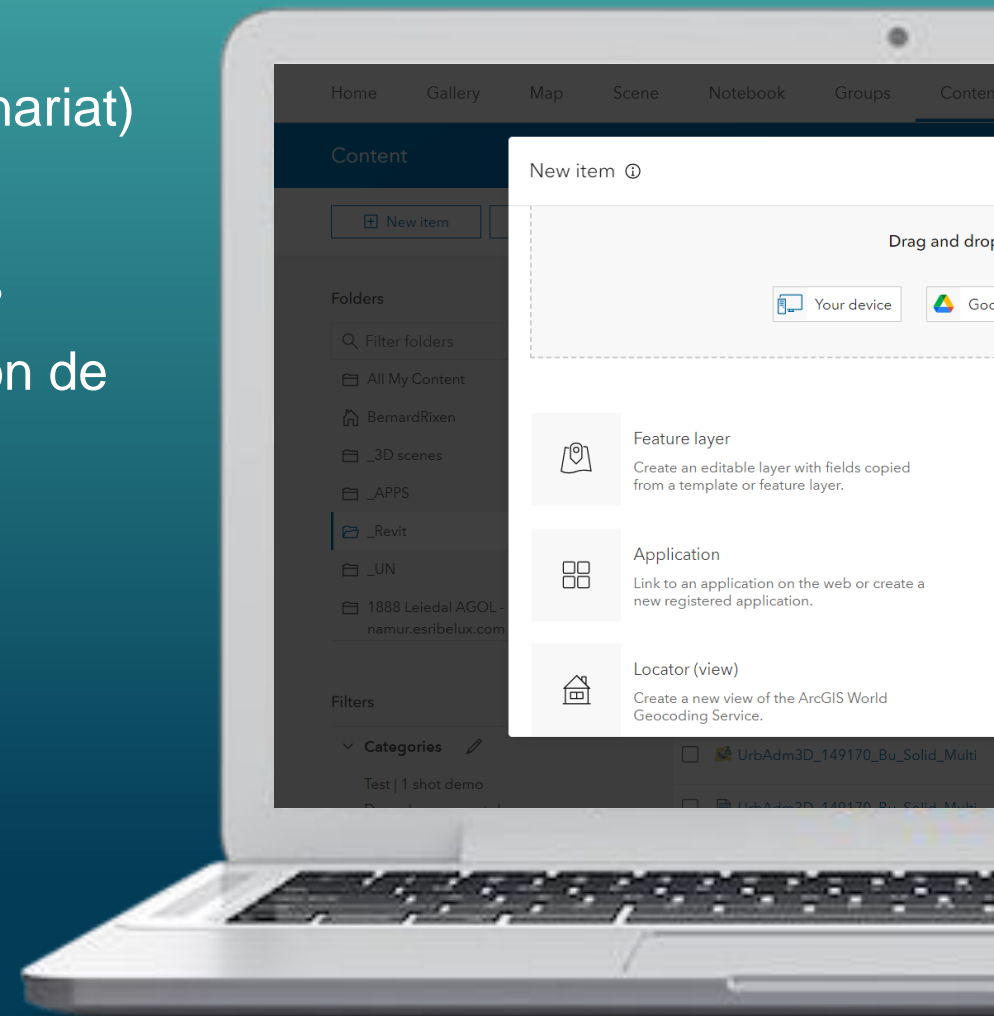 nariat)
on de
Home Gallery Map Scene Notebook Groups Conten
Content
New item
New item
Drag and drop
Your device Goo
Folders
Filter folders
All My Content
BernardRixen
_3D scenes
_APPS
_Revit
_UN
1888 Leiedal AGOL -
namur.esribelux.com
Feature layer
Create an editable layer with fields copied
from a template or feature layer.
Application
Link to an application on the web or create a
new registered application.
Locator (view)
Create a new view of the ArcGIS World
Geocoding Service.
Filters
Categories
Test | 1 shot demo
UrbAdm3D_149170_Bu_Solid_Multi
UrbAdm3D_149170_Bu_Solid_Multi